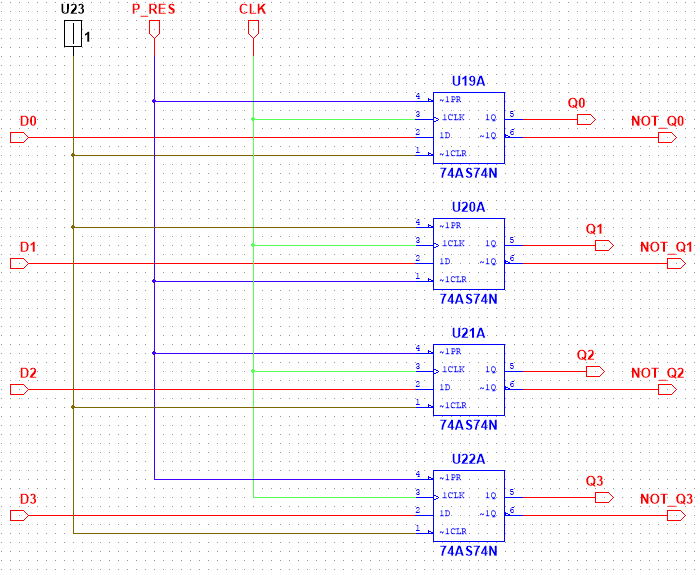 U23 P_RES CLK
1
U19A
4 ~1PR
D0 3 1CLK 1Q 5 Q0 NOT_Q0
2 1D ~1Q 6
1 ~1CLR
74AS74N
U20A
4 ~1PR
D1 3 1CLK 1Q 5 Q1 NOT_Q1
2 1D ~1Q 6
1 ~1CLR
74AS74N
U21A
4 ~1PR
D2 3 1CLK 1Q 5 Q2 NOT_Q2
2 1D ~1Q 6
1 ~1CLR
74AS74N
U22A
4 ~1PR
D3 3 1CLK 1Q 5 Q3 NOT_Q3
2 1D ~1Q 6
1 ~1CLR
74AS74N